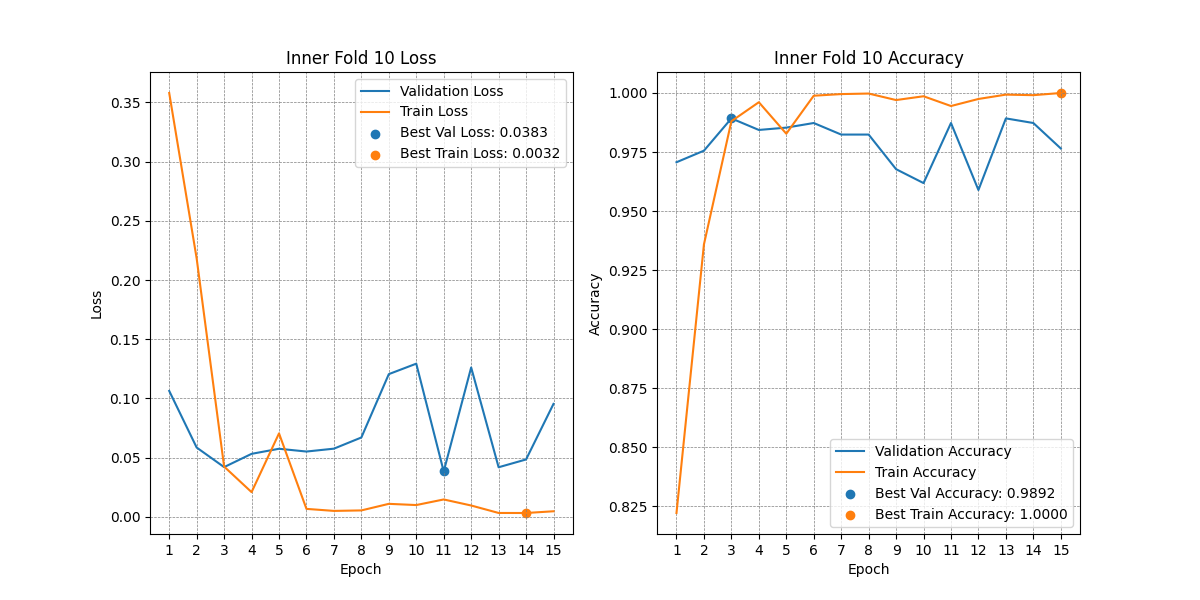 Inner Fold 10 Loss
Validation Loss
Train Loss
Best Val Loss: 0.0383
Best Train Loss: 0.0032
0.35
0.30
0.25
0.20
0.15
0.10
0.05
0.00
Loss
1 2 3 4 5 6 7 8 9 10 11 12 13 14 15
Epoch
Inner Fold 10 Accuracy
1.000
0.975
0.950
0.925
0.900
0.875
0.850
0.825
Accuracy
Validation Accuracy
Train Accuracy
Best Val Accuracy: 0.9892
Best Train Accuracy: 1.0000
1 2 3 4 5 6 7 8 9 10 11 12 13 14 15
Epoch